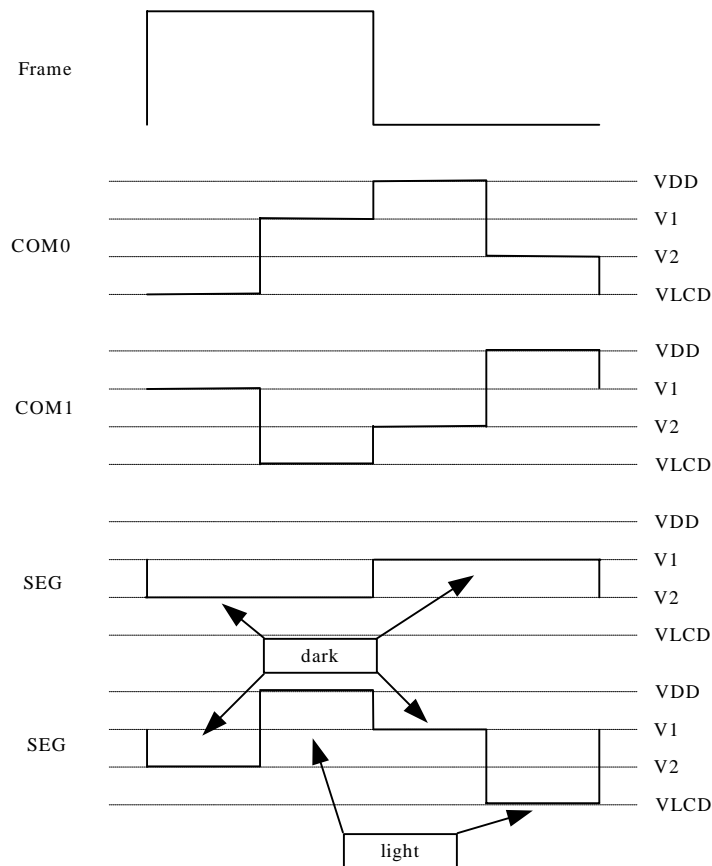 Frame
VDD
V1
COM0
V2
VLCD
VDD
V1
COM1
V2
VLCD
VDD
V1
SEG
V2
VLCD
dark
VDD
V1
SEG
V2
VLCD
light